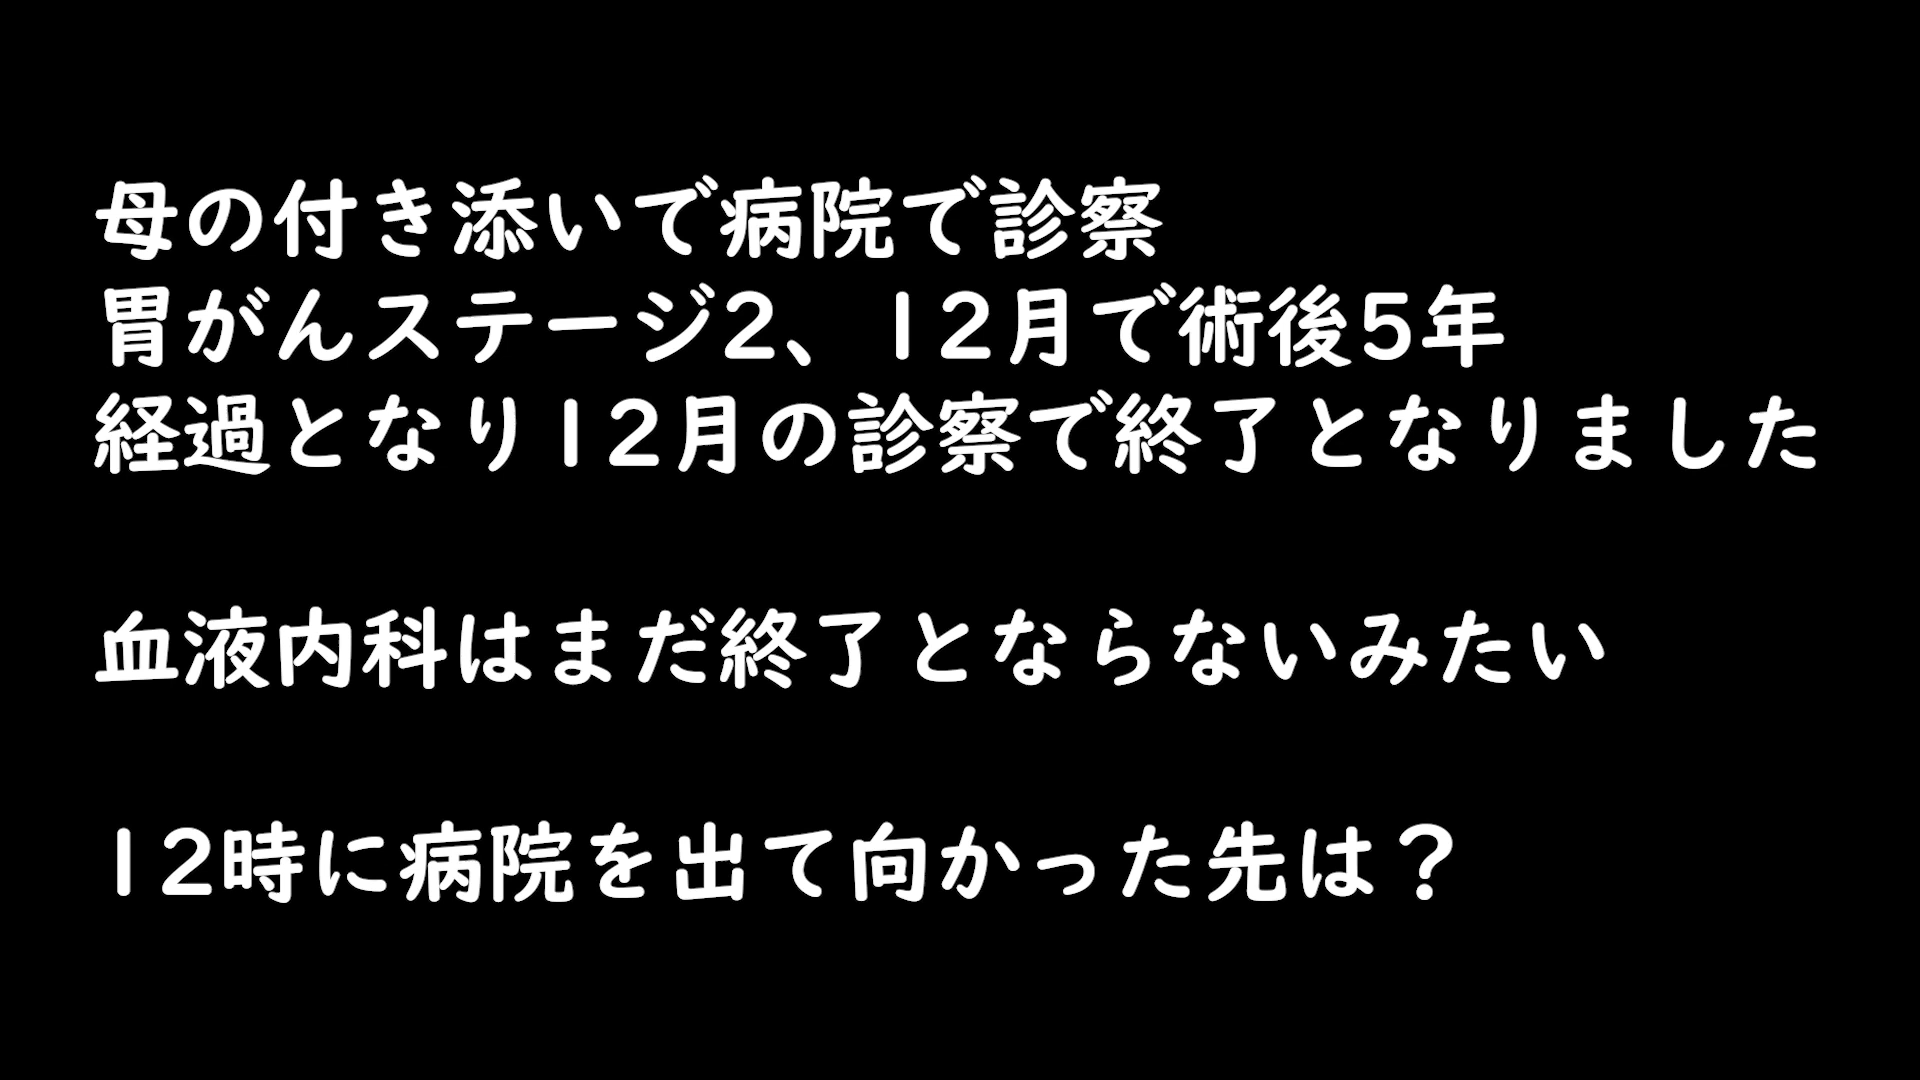 母の付き添いで病院で診察
胃がんステージ2、12月で術後5年
経過となり12月の診察で終了となりました
血液内科はまだ終了とならないみたい
12時に病院を出て向かった先は？